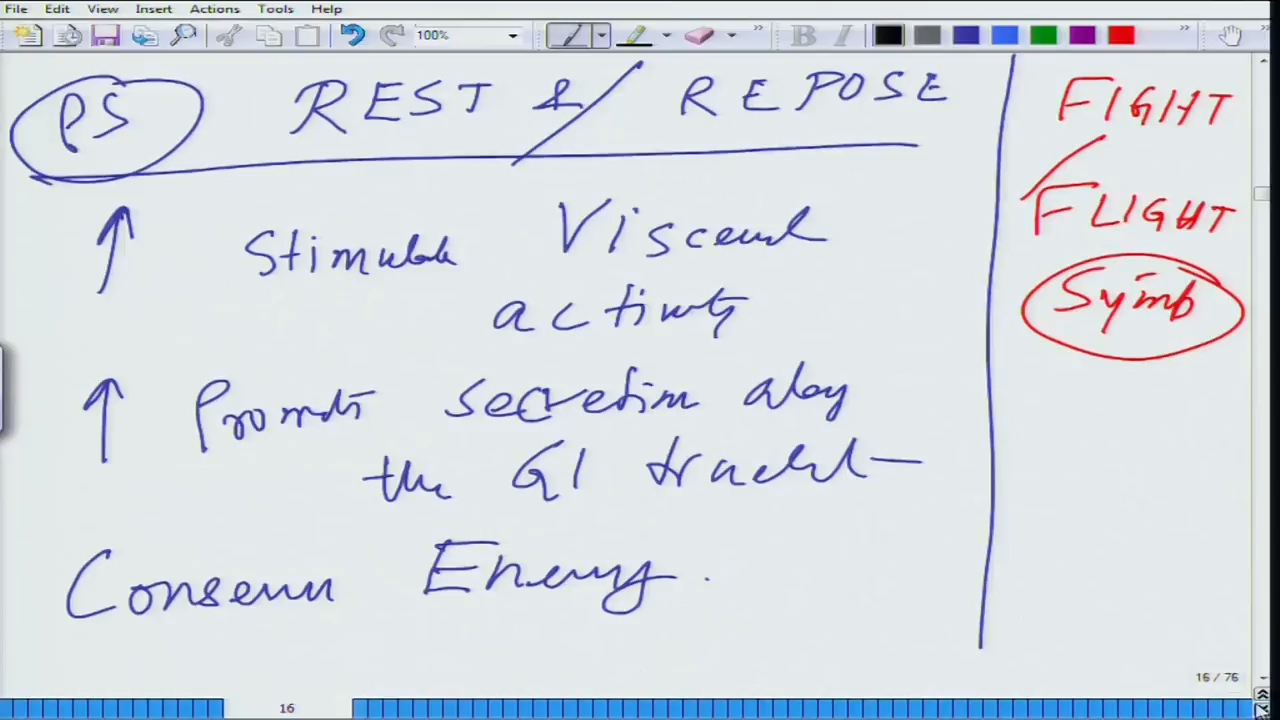 File Edit View Insert Actions Tools Help
100%
PS REST & REPOSE
↑ Stimulate Visceral
activity
↑ Promote secretion along
the GI tract
Conserve Energy.
FIGHT
FLIGHT
Symb
16 / 76
16